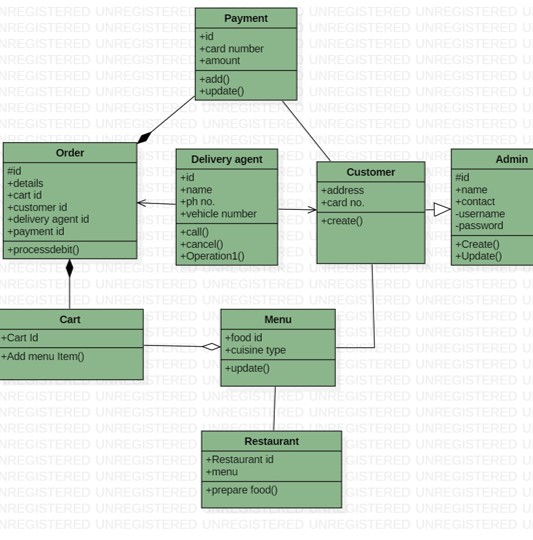 Payment
+id
+card number
+amount
+add()
+update()
Order
#id
+details
+cart id
+customer id
+delivery agent id
+payment id
+processdebit()
Delivery agent
+id
+name
+ph no.
+vehicle number
+call()
+cancel()
+Operation1()
Customer
+address
+card no.
+create()
Admin
#id
+name
+contact
-username
-password
+Create()
+Update()
Cart
+Cart Id
+Add menu Item()
Menu
+food id
+cuisine type
+update()
Restaurant
+Restaurant id
+menu
+prepare food()
UNREGISTERED